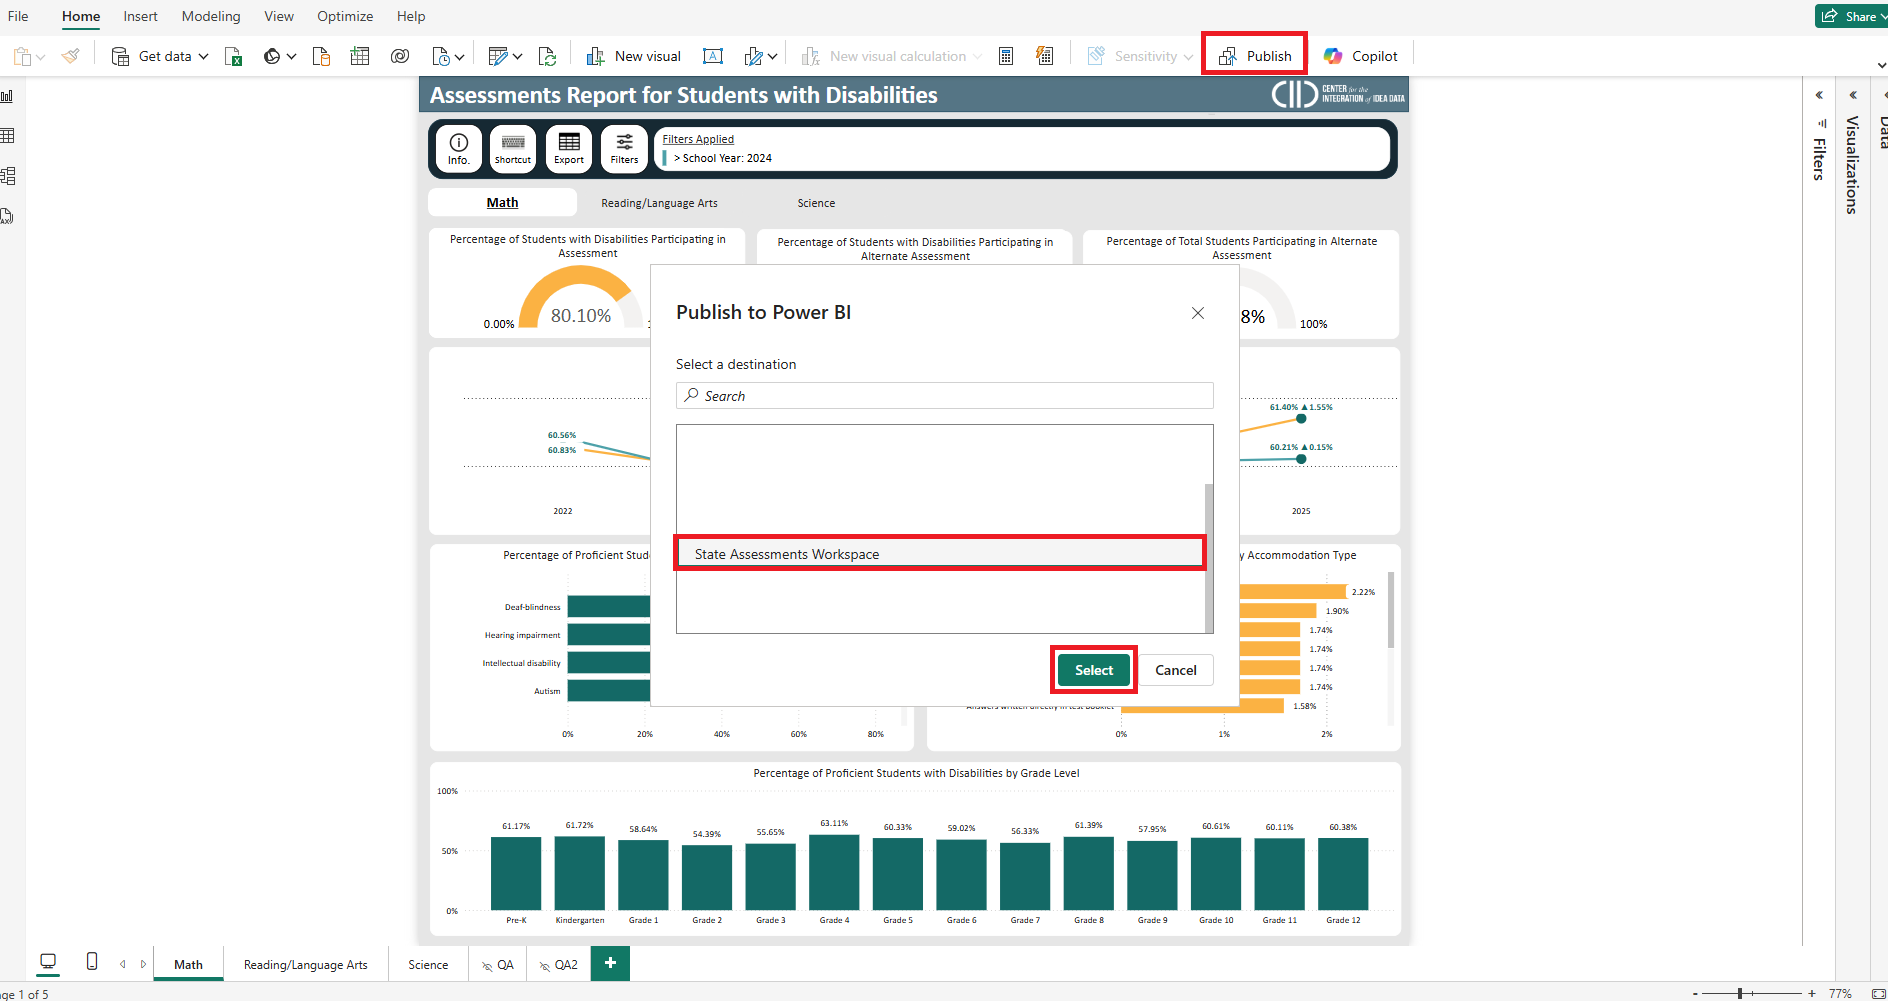 File Home Insert Modeling View Optimize Help
Share
Get data
New visual
New visual calculation
Sensitivity
Publish
Copilot
Assessments Report for Students with Disabilities
CENTER for the
INTEGRATION of IDEA DATA
Info.
Shortcut
Export
Filters
Filters Applied
> School Year: 2024
Math
Reading/Language Arts
Science
Percentage of Students with Disabilities Participating in
Assessment
0.00%
80.10%
Percentage of Students with Disabilities Participating in
Alternate Assessment
Percentage of Total Students Participating in Alternate
Assessment
8%
100%
Filters
Visualizations
Data
Publish to Power BI
Select a destination
Search
State Assessments Workspace
Select
Cancel
60.56%
60.83%
2022
61.40% ▲1.55%
60.21% ▲0.15%
2025
Percentage of Proficient Stud
Deaf-blindness
Hearing impairment
Intellectual disability
Autism
0% 20% 40% 60% 80%
y Accommodation Type
2.22%
1.90%
1.74%
1.74%
1.74%
1.74%
Answers written directly in test booklet
1.58%
0% 1% 2%
Percentage of Proficient Students with Disabilities by Grade Level
100%
50%
0%
61.17% 61.72% 58.64% 54.39% 55.65% 63.11% 60.33% 59.02% 56.33% 61.39% 57.95% 60.61% 60.11% 60.38%
Pre-K Kindergarten Grade 1 Grade 2 Grade 3 Grade 4 Grade 5 Grade 6 Grade 7 Grade 8 Grade 9 Grade 10 Grade 11 Grade 12
Math
Reading/Language Arts
Science
QA
QA2
+
ge 1 of 5
- + 77%